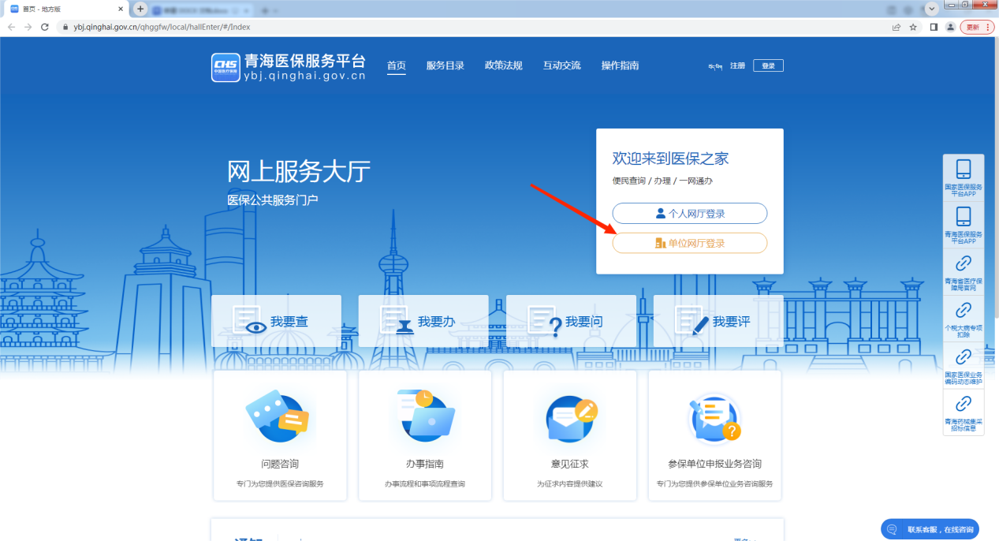 首页 - 地方版
ybj.qinghai.gov.cn/qhggfw/local/hallEnter/#/Index
更新
CHS
青海医保服务平台
ybj.qinghai.gov.cn
首页
服务目录
政策法规
互动交流
操作指南
注册
登录
网上服务大厅
医保公共服务门户
欢迎来到医保之家
便民查询 / 办理 / 一网通办
个人网厅登录
单位网厅登录
国家医保服务
平台APP
青海医保服务
平台APP
青海省医疗保
障局官网
个税大病专项
扣除
国家医保业务
编码动态维护
青海药械集采
招标信息
我要查
我要办
我要问
我要评
问题咨询
专门为您提供医保咨询服务
办事指南
办事流程和事项流程查询
意见征求
为征求内容提供建议
参保单位申报业务咨询
专门为您提供参保单位业务咨询服务
联系客服，在线咨询